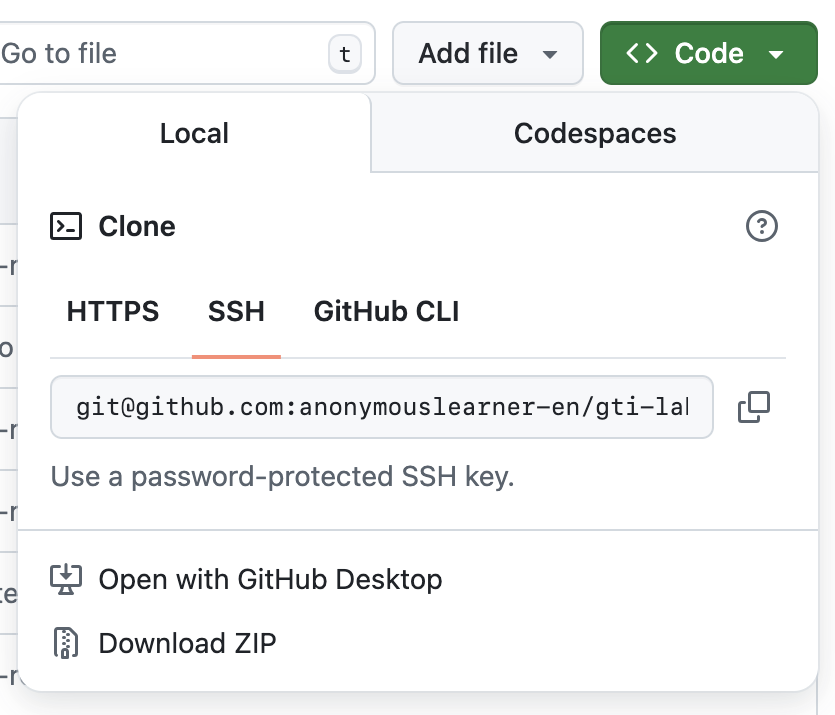 Go to file t Add file Code
Local Codespaces
Clone
HTTPS SSH GitHub CLI
git@github.com:anonymouslearner-en/gti-lab
Use a password-protected SSH key.
Open with GitHub Desktop
Download ZIP